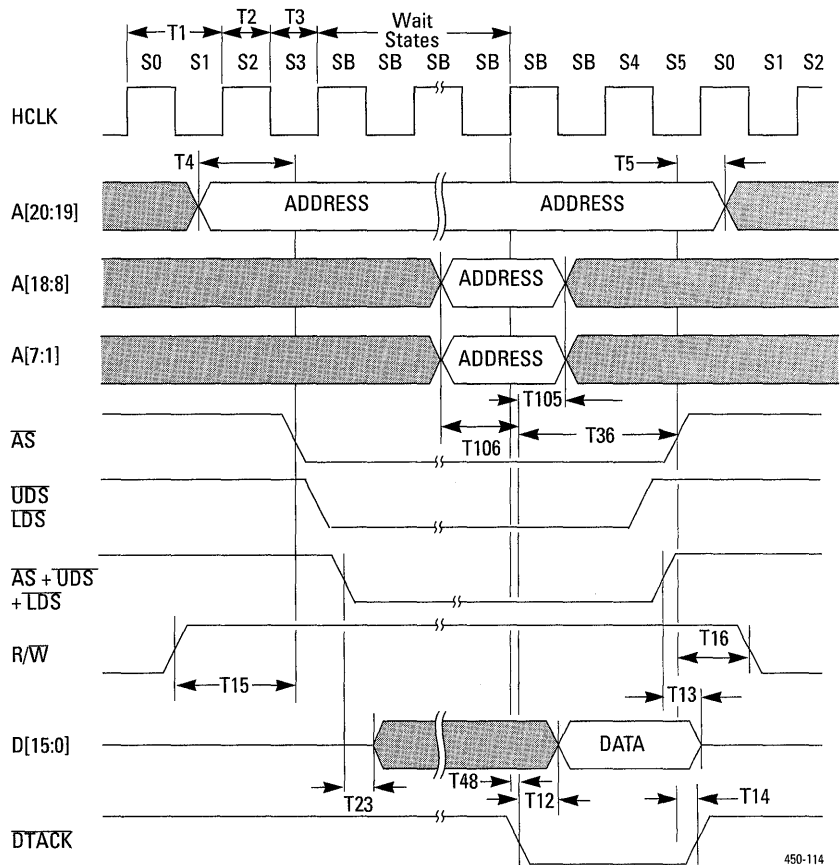 T1 T2 T3 Wait
States
S0 S1 S2 S3 SB SB SB SB SB SB S4 S5 S0 S1 S2
HCLK
T4 T5
A[20:19] ADDRESS ADDRESS
A[18:8] ADDRESS
A[7:1] ADDRESS
T105
AS T106 T36
UDS
LDS
AS + UDS
+ LDS
R/W T16
T15 T13
D[15:0] DATA
T23 T48 T12 T14
DTACK
450-114